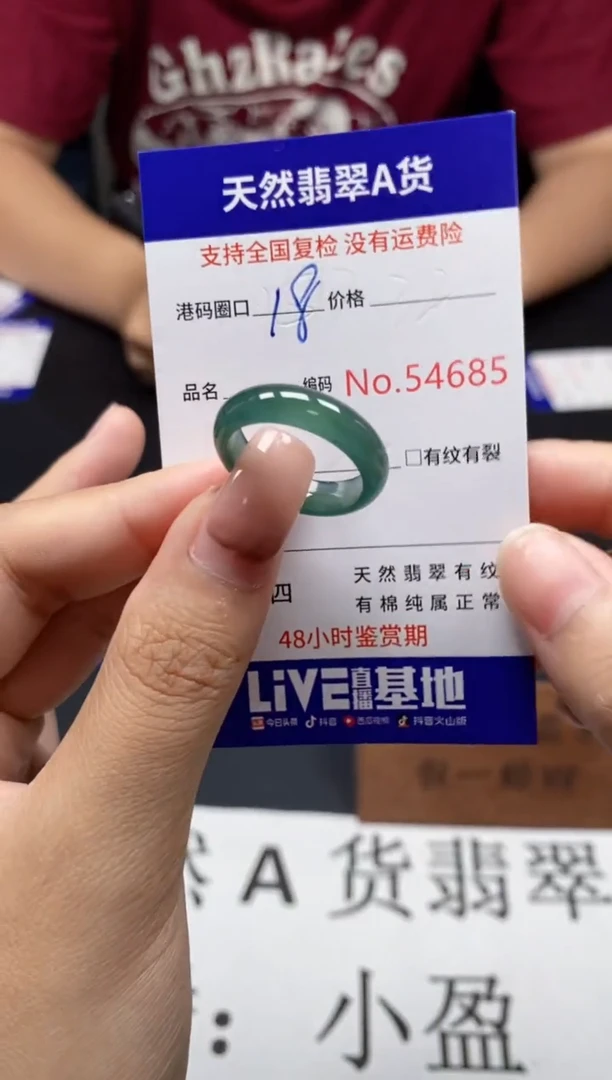 天然翡翠A货
支持全国复检 没有运费险
港码圈口 18 价格
品名 编码 No.54685
□有纹有裂
四 天然翡翠有纹
有棉纯属正常
48小时鉴赏期
LiVE直播基地
今日头条 抖音 西瓜视频 抖音火山版
A货翡翠
：小盈